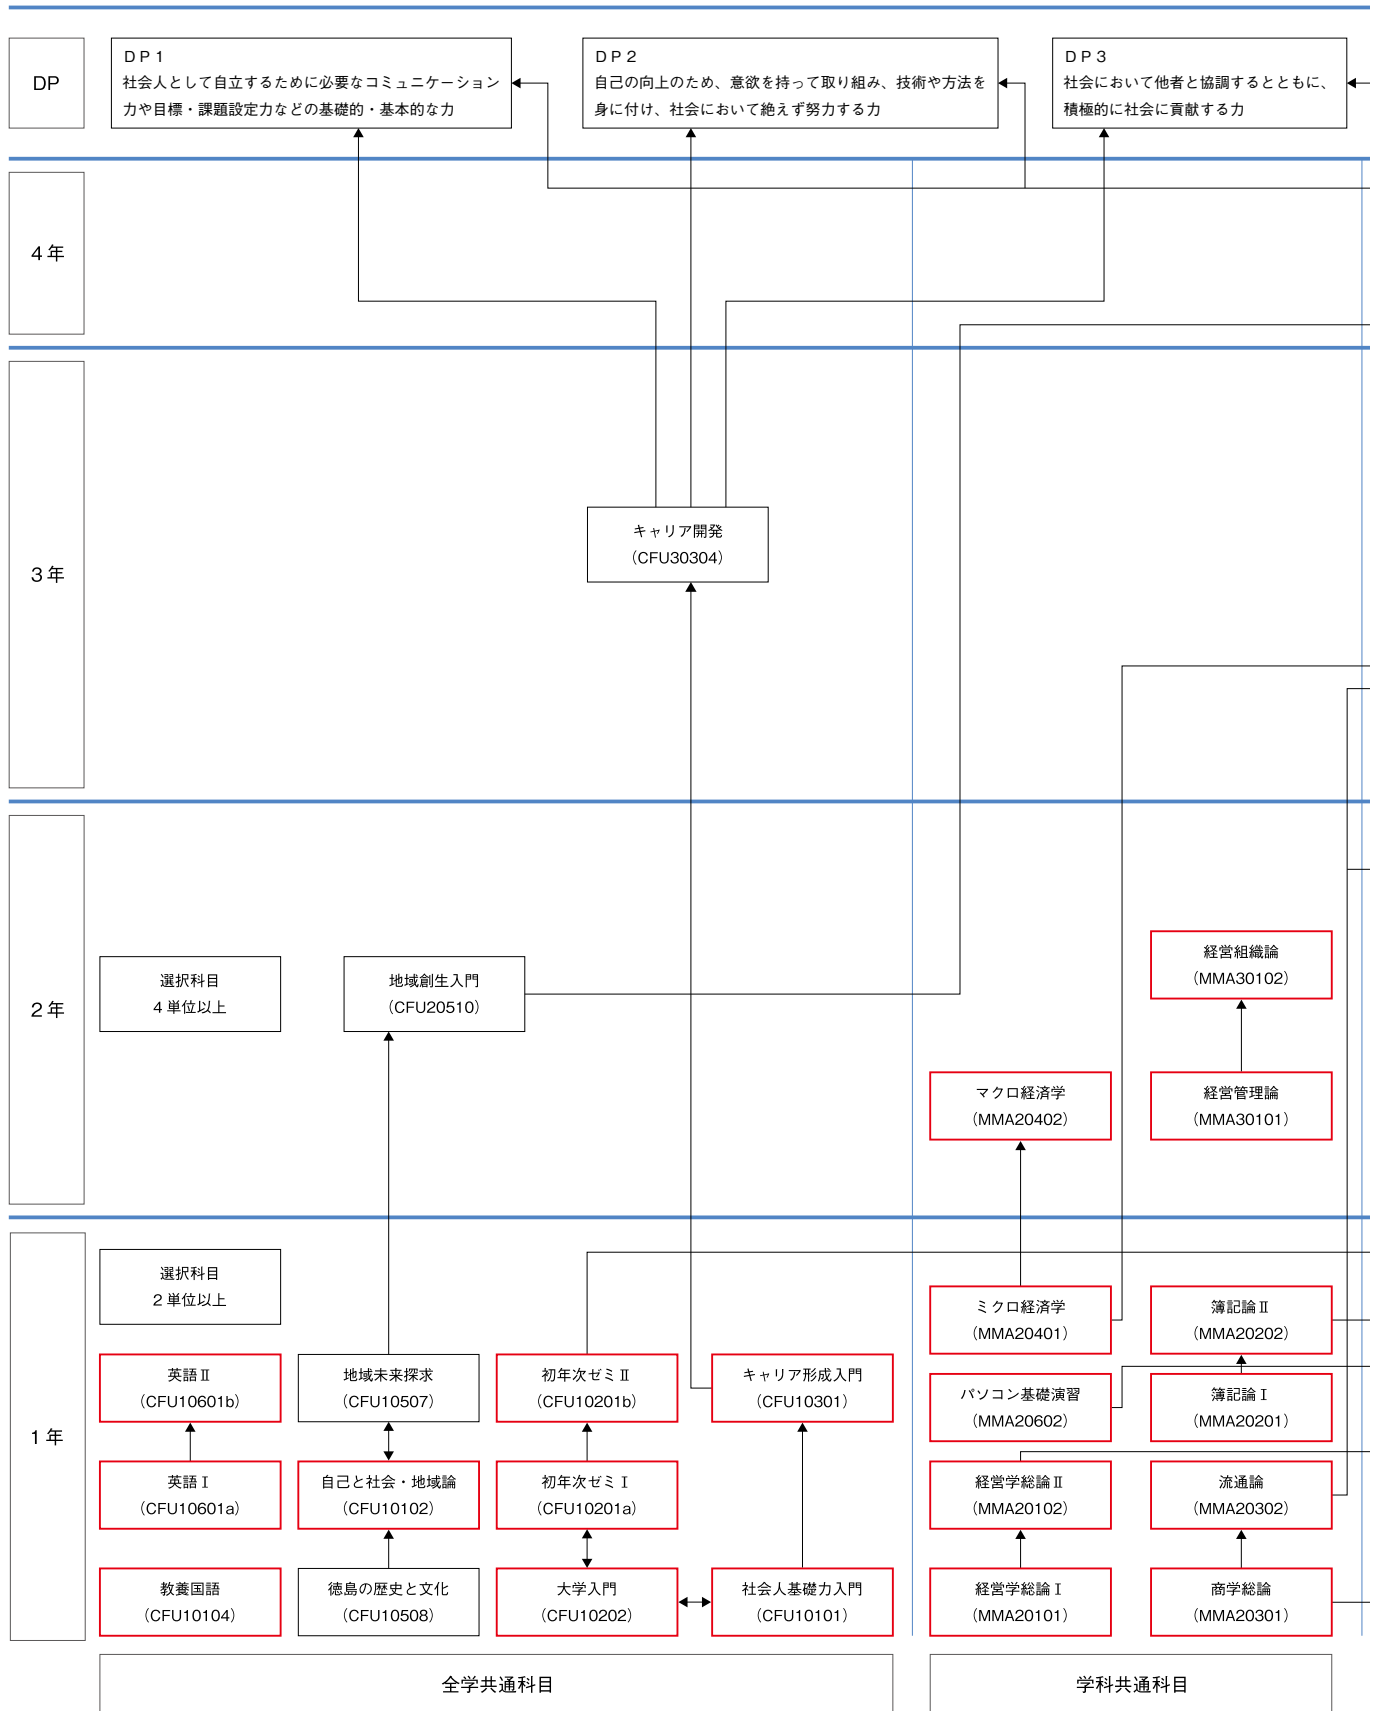 DP
ＤＰ１
社会人として自立するために必要なコミュニケーション
力や目標・課題設定力などの基礎的・基本的な力
ＤＰ２
自己の向上のため、意欲を持って取り組み、技術や方法を
身に付け、社会において絶えず努力する力
ＤＰ３
社会において他者と協調するとともに、
積極的に社会に貢献する力
４年
３年
キャリア開発
（CFU30304）
２年
選択科目
４単位以上
地域創生入門
（CFU20510）
経営組織論
（MMA30102）
マクロ経済学
（MMA20402）
経営管理論
（MMA30101）
１年
選択科目
２単位以上
ミクロ経済学
（MMA20401）
簿記論Ⅱ
（MMA20202）
英語Ⅱ
（CFU10601b）
地域未来探求
（CFU10507）
初年次ゼミⅡ
（CFU10201b）
キャリア形成入門
（CFU10301）
パソコン基礎演習
（MMA20602）
簿記論Ⅰ
（MMA20201）
英語Ⅰ
（CFU10601a）
自己と社会・地域論
（CFU10102）
初年次ゼミⅠ
（CFU10201a）
経営学総論Ⅱ
（MMA20102）
流通論
（MMA20302）
教養国語
（CFU10104）
徳島の歴史と文化
（CFU10508）
大学入門
（CFU10202）
社会人基礎力入門
（CFU10101）
経営学総論Ⅰ
（MMA20101）
商学総論
（MMA20301）
全学共通科目
学科共通科目